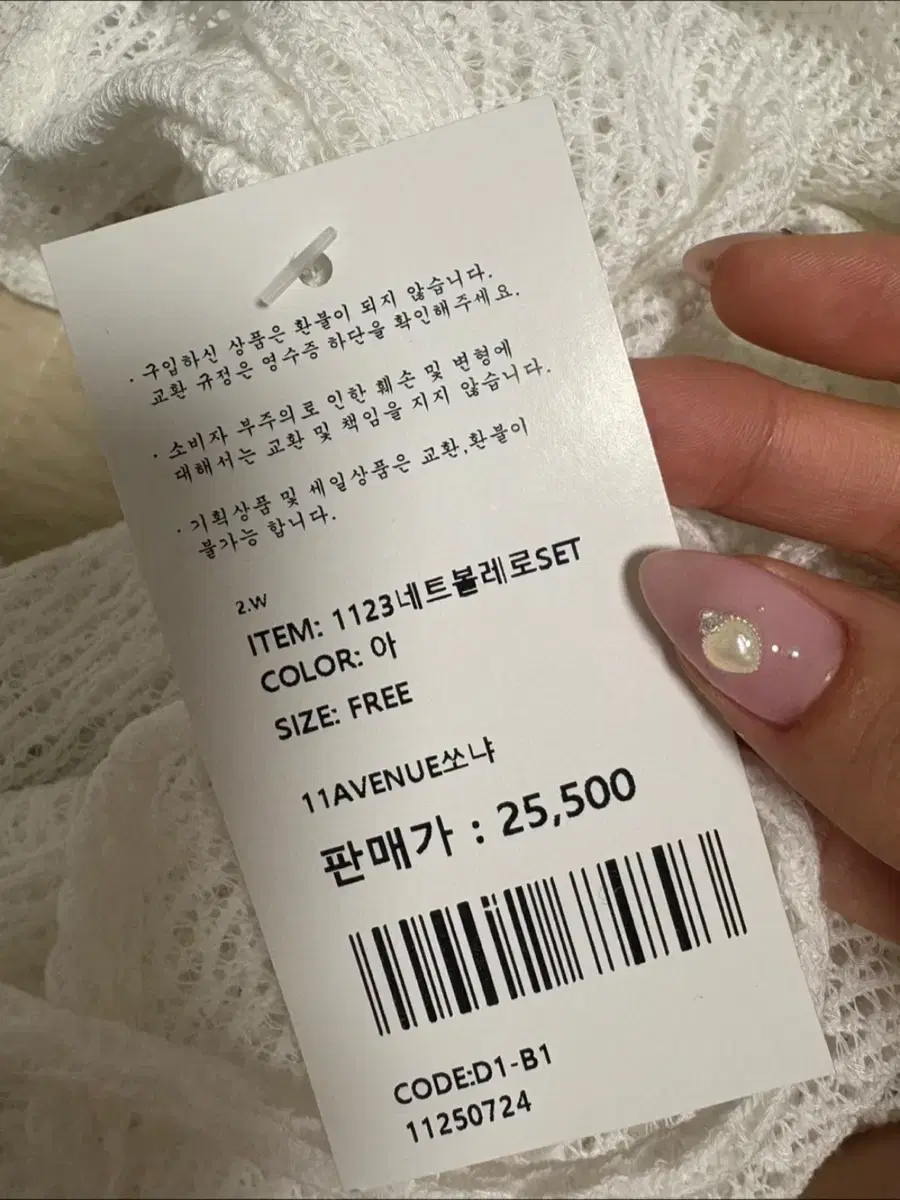 · 구입하신 상품은 환불이 되지 않습니다.
교환 규정은 영수증 하단을 확인해주세요.
· 소비자 부주의로 인한 훼손 및 변형에
대해서는 교환 및 책임을 지지 않습니다.
· 기획상품 및 세일상품은 교환,환불이
불가능 합니다.
2.W
ITEM: 1123네트볼레로SET
COLOR: 아
SIZE: FREE
11AVENUE쏘냐
판매가 : 25,500
CODE:D1-B1
11250724